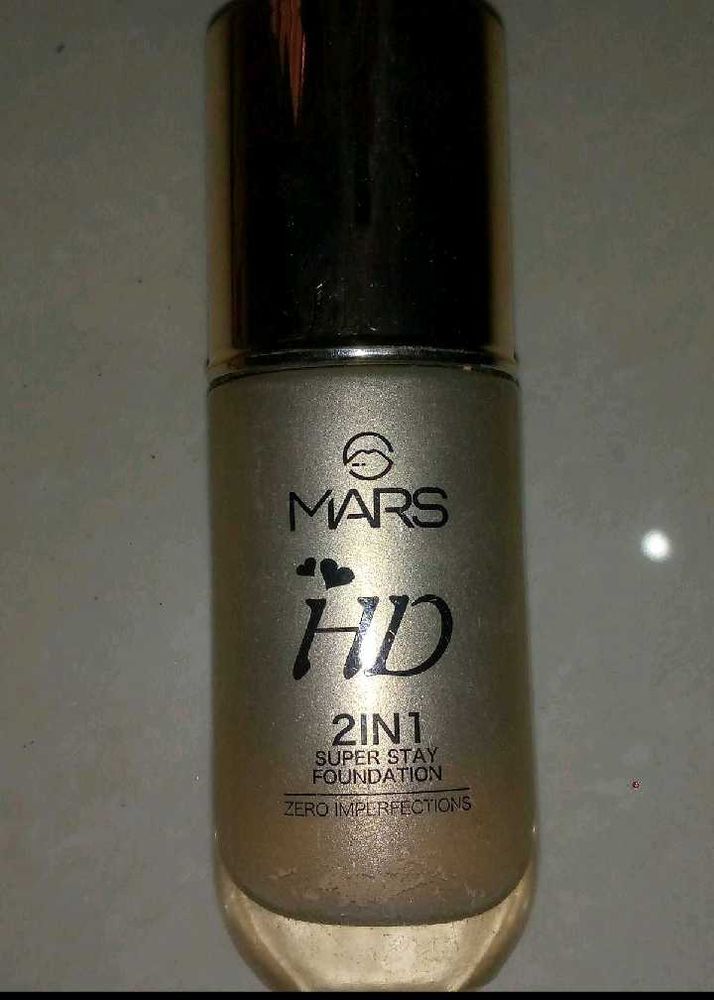 MARS
HD
2IN1
SUPER STAY
FOUNDATION
ZERO IMPERFECTIONS